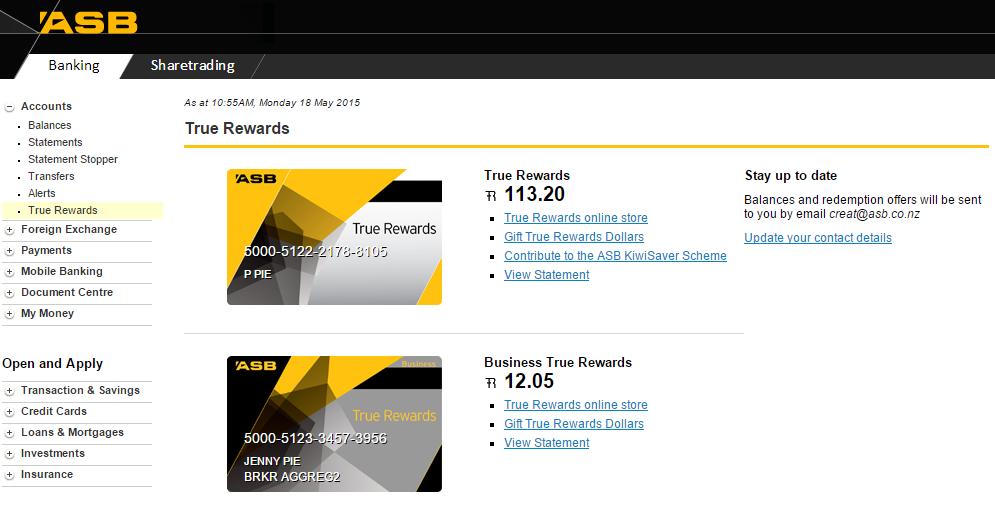 ASB
Banking
Sharetrading
Accounts
Balances
Statements
Statement Stopper
Transfers
Alerts
True Rewards
Foreign Exchange
Payments
Mobile Banking
Document Centre
My Money
Open and Apply
Transaction & Savings
Credit Cards
Loans & Mortgages
Investments
Insurance
As at 10:55AM, Monday 18 May 2015
True Rewards
ASB
True Rewards
5000-5122-2178-8105
P PIE
True Rewards
113.20
True Rewards online store
Gift True Rewards Dollars
Contribute to the ASB KiwiSaver Scheme
View Statement
Stay up to date
Balances and redemption offers will be sent
to you by email creat@asb.co.nz
Update your contact details
ASB
Business
True Rewards
5000-5123-3457-3956
JENNY PIE
BRKR AGGREG2
Business True Rewards
12.05
True Rewards online store
Gift True Rewards Dollars
View Statement